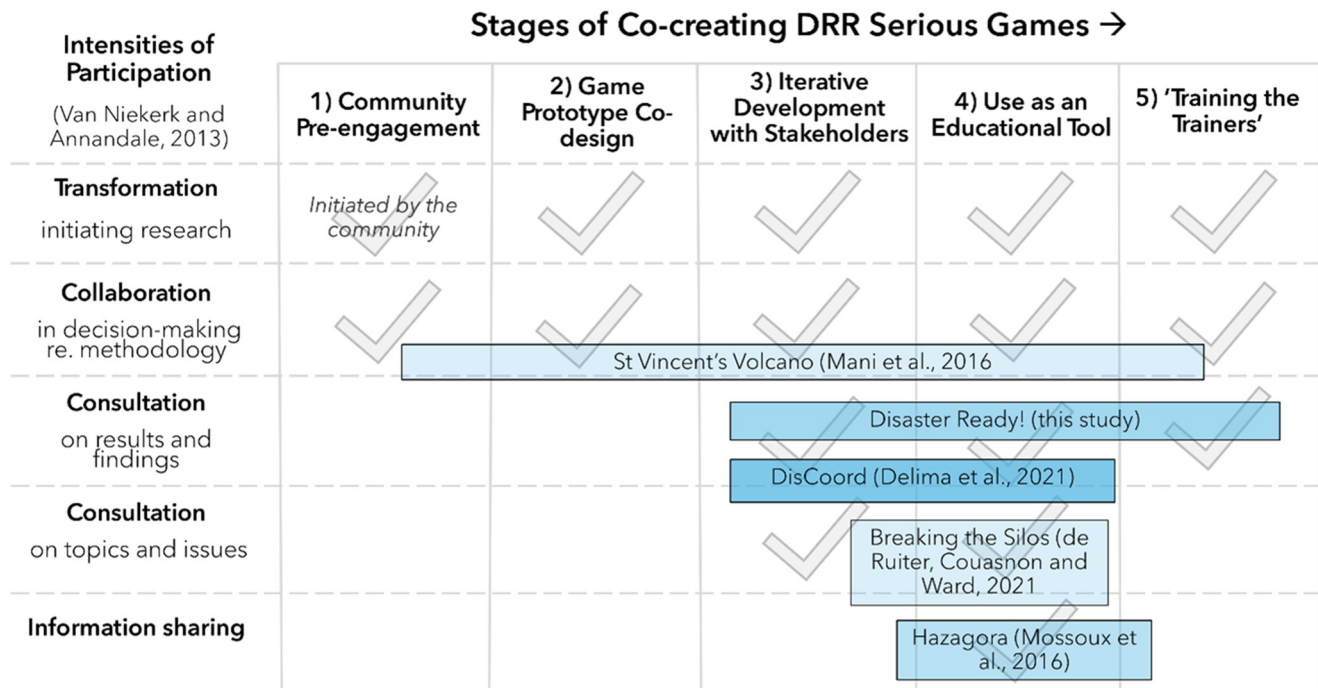 Stages of Co-creating DRR Serious Games →
Intensities of
Participation
(Van Niekerk and
Annandale, 2013)
1) Community
Pre-engagement
2) Game
Prototype Co-
design
3) Iterative
Development
with Stakeholders
4) Use as an
Educational Tool
5) ‘Training the
Trainers’
Transformation
initiating research
Initiated by the
community
Collaboration
in decision-making
re. methodology
St Vincent’s Volcano (Mani et al., 2016
Consultation
on results and
findings
Disaster Ready! (this study)
DisCoord (Delima et al., 2021)
Consultation
on topics and issues
Breaking the Silos (de
Ruiter, Couasnon and
Ward, 2021
Information sharing
Hazagora (Mossoux et
al., 2016)